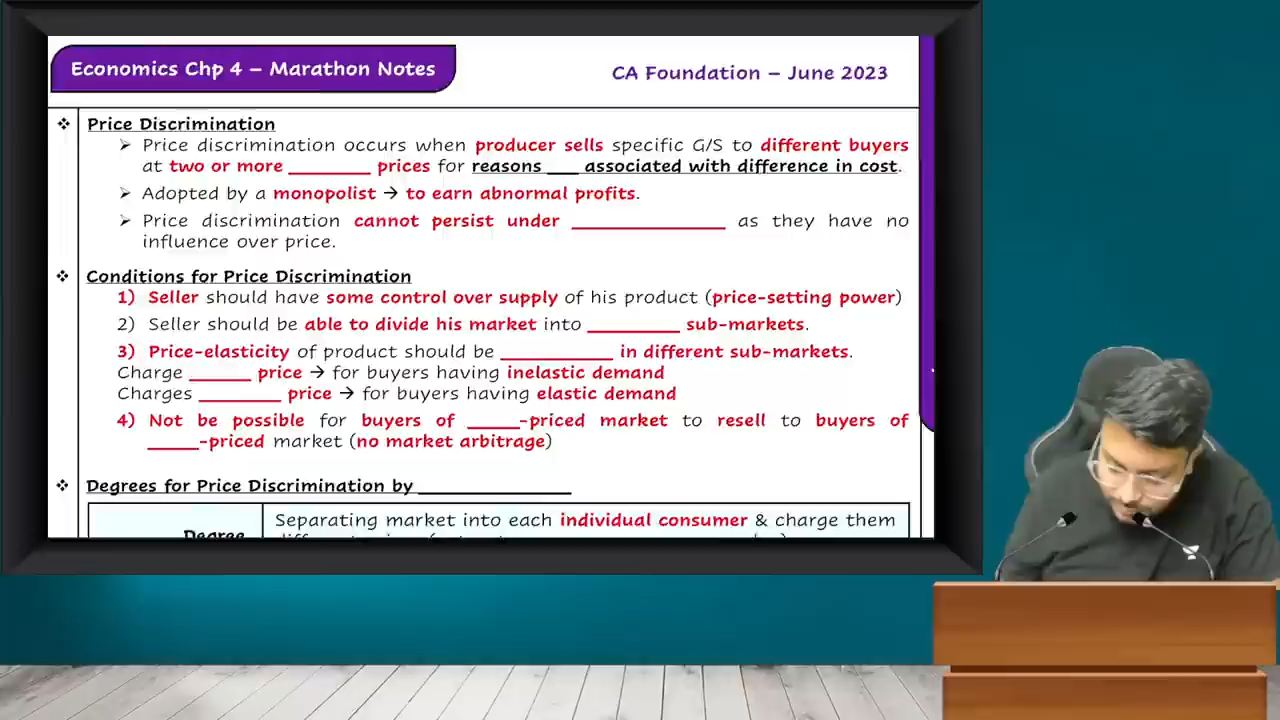 Economics Chp 4 – Marathon Notes
CA Foundation – June 2023
❖ Price Discrimination
➢ Price discrimination occurs when producer sells specific G/S to different buyers
at two or more ________ prices for reasons ___ associated with difference in cost.
➢ Adopted by a monopolist → to earn abnormal profits.
➢ Price discrimination cannot persist under _______________ as they have no
influence over price.
❖ Conditions for Price Discrimination
1) Seller should have some control over supply of his product (price-setting power)
2) Seller should be able to divide his market into _________ sub-markets.
3) Price-elasticity of product should be ___________ in different sub-markets.
Charge ______ price → for buyers having inelastic demand
Charges ________ price → for buyers having elastic demand
4) Not be possible for buyers of _____-priced market to resell to buyers of
_____-priced market (no market arbitrage)
❖ Degrees for Price Discrimination by _______________
Degree
Separating market into each individual consumer & charge them